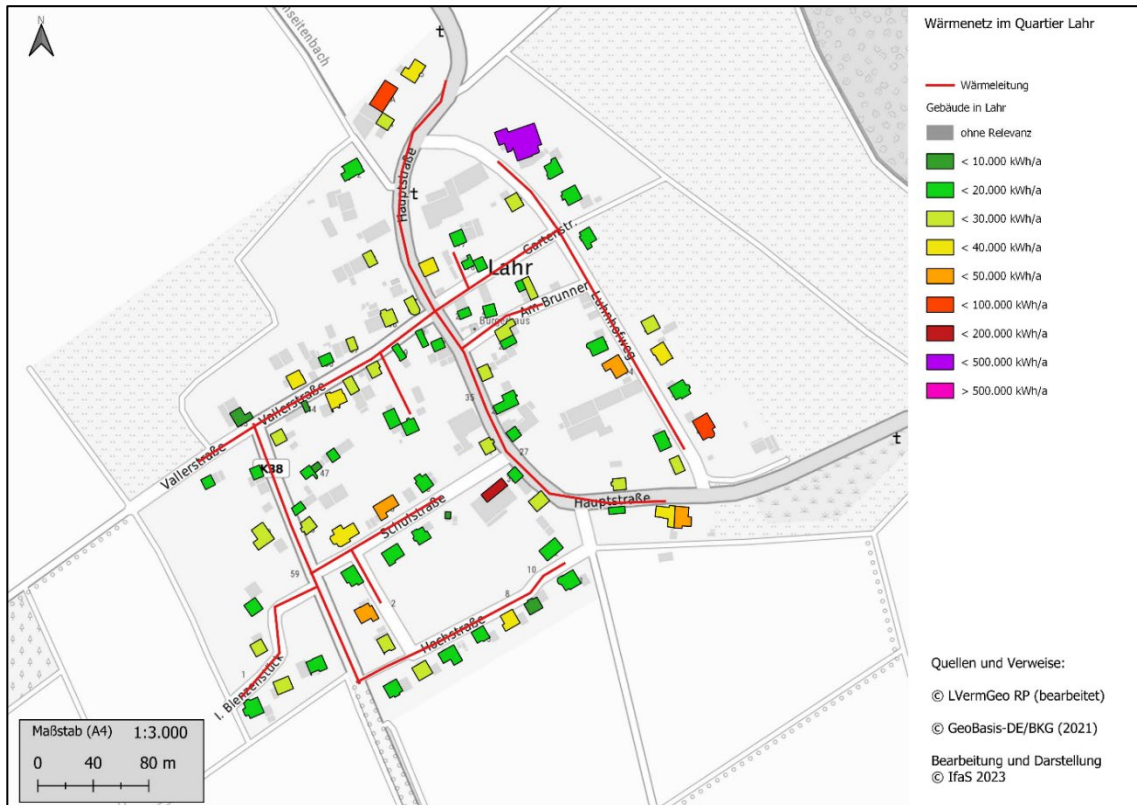 Wärmenetz im Quartier Lahr
Wärmeleitung
Gebäude in Lahr
ohne Relevanz
< 10.000 kWh/a
< 20.000 kWh/a
< 30.000 kWh/a
< 40.000 kWh/a
< 50.000 kWh/a
< 100.000 kWh/a
< 200.000 kWh/a
< 500.000 kWh/a
> 500.000 kWh/a
Quellen und Verweise:
© LVermGeo RP (bearbeitet)
© GeoBasis-DE/BKG (2021)
Bearbeitung und Darstellung
© IfaS 2023
N
nseitenbach
Hauptstraße
Gartenstr.
Lahr
Am Brunnen
Luhnhofweg
Vallerstraße
Vallerstraße
K38
47
35
27
Hauptstraße
Schulstraße
59
2
10
8
Hochstraße
1
I. Bienzenstück
Maßstab (A4) 1:3.000
0 40 80 m